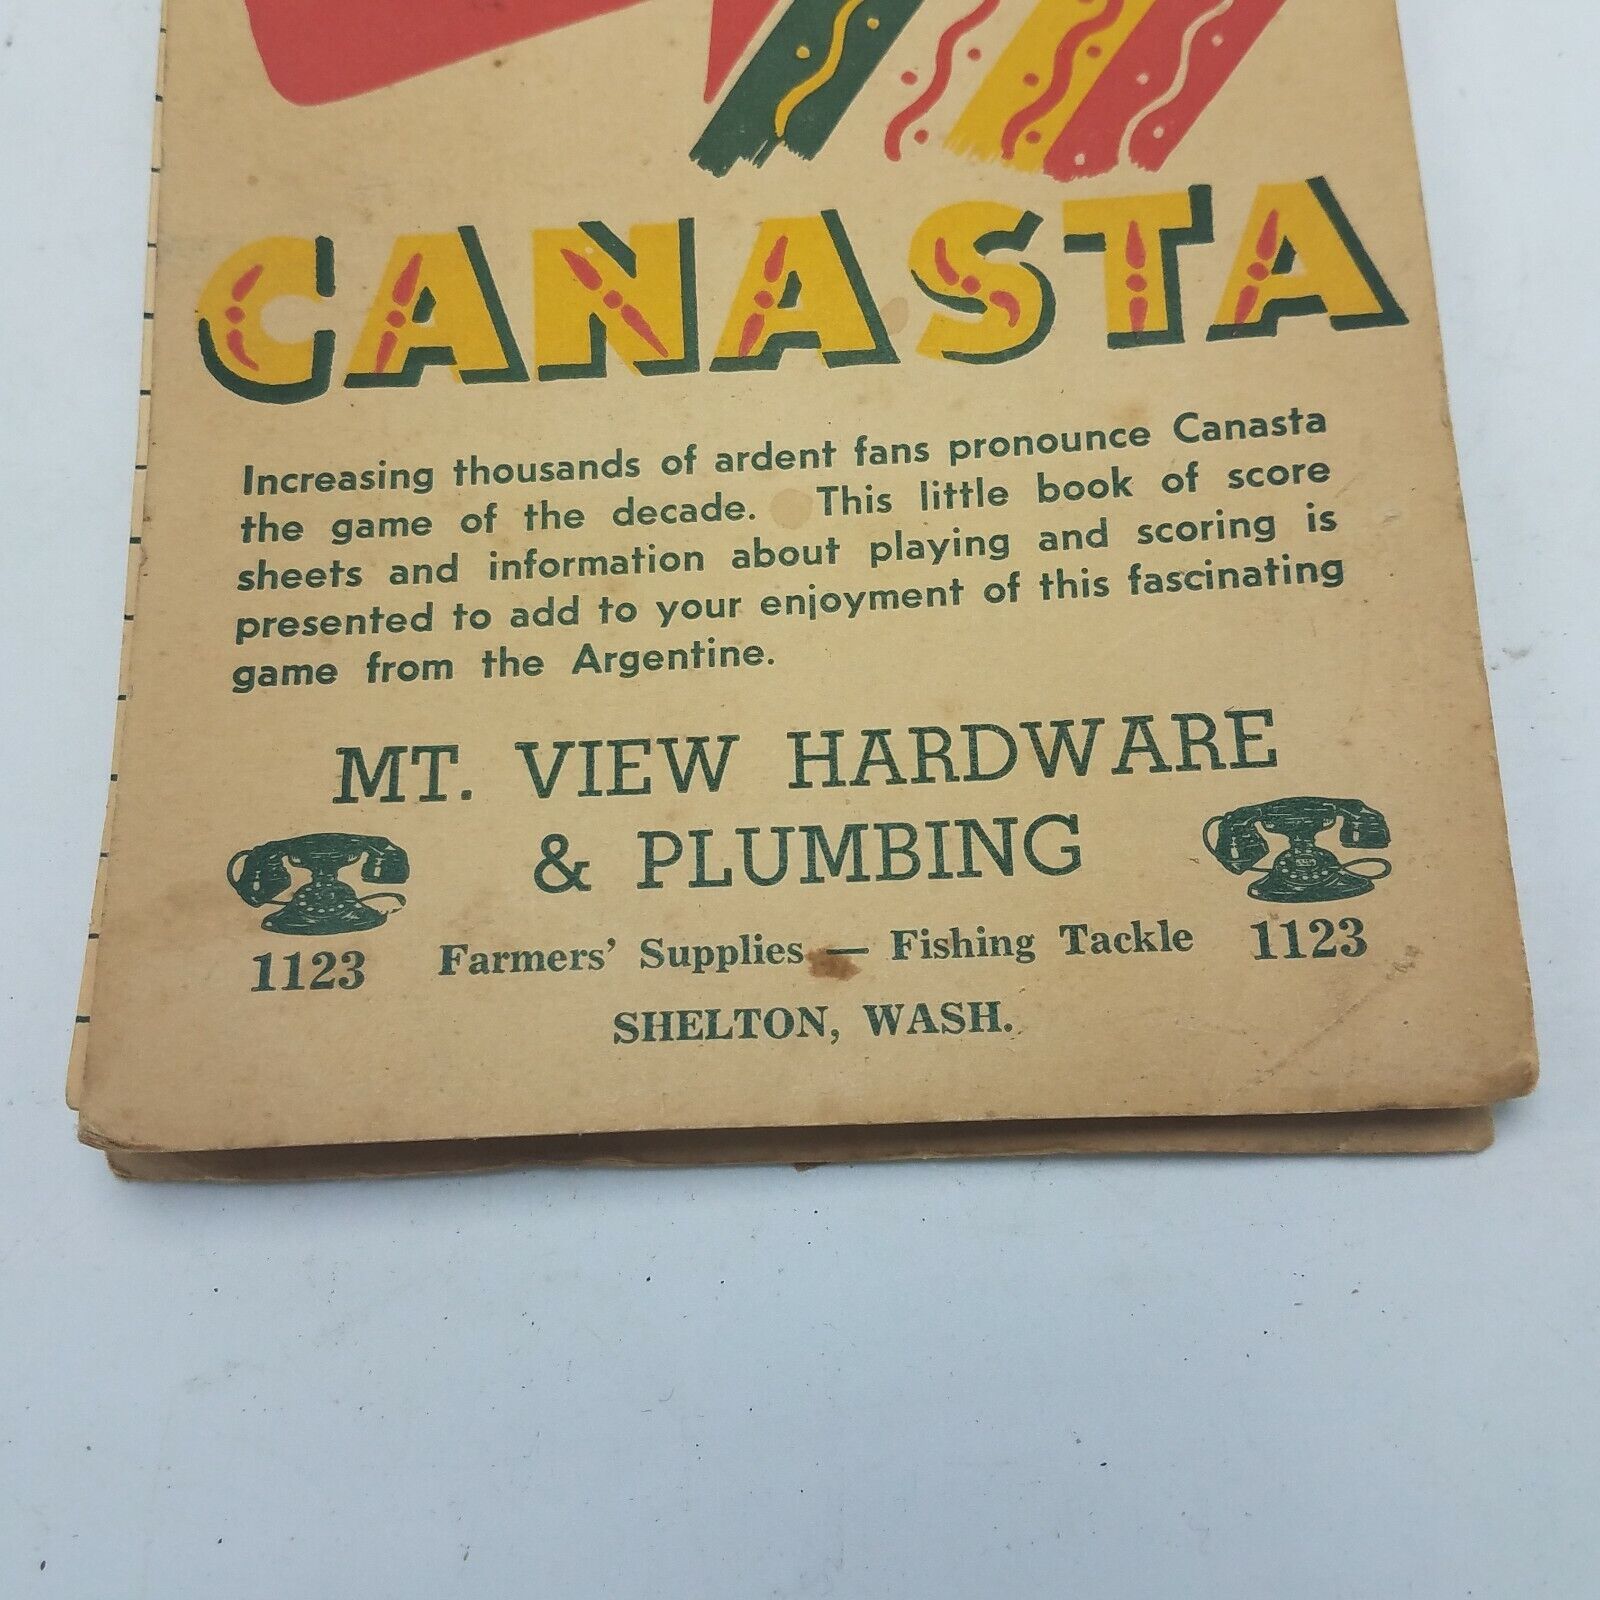 CANASTA
Increasing thousands of ardent fans pronounce Canasta
the game of the decade. This little book of score
sheets and information about playing and scoring is
presented to add to your enjoyment of this fascinating
game from the Argentine.
MT. VIEW HARDWARE
& PLUMBING
1123 Farmers' Supplies — Fishing Tackle 1123
SHELTON, WASH.